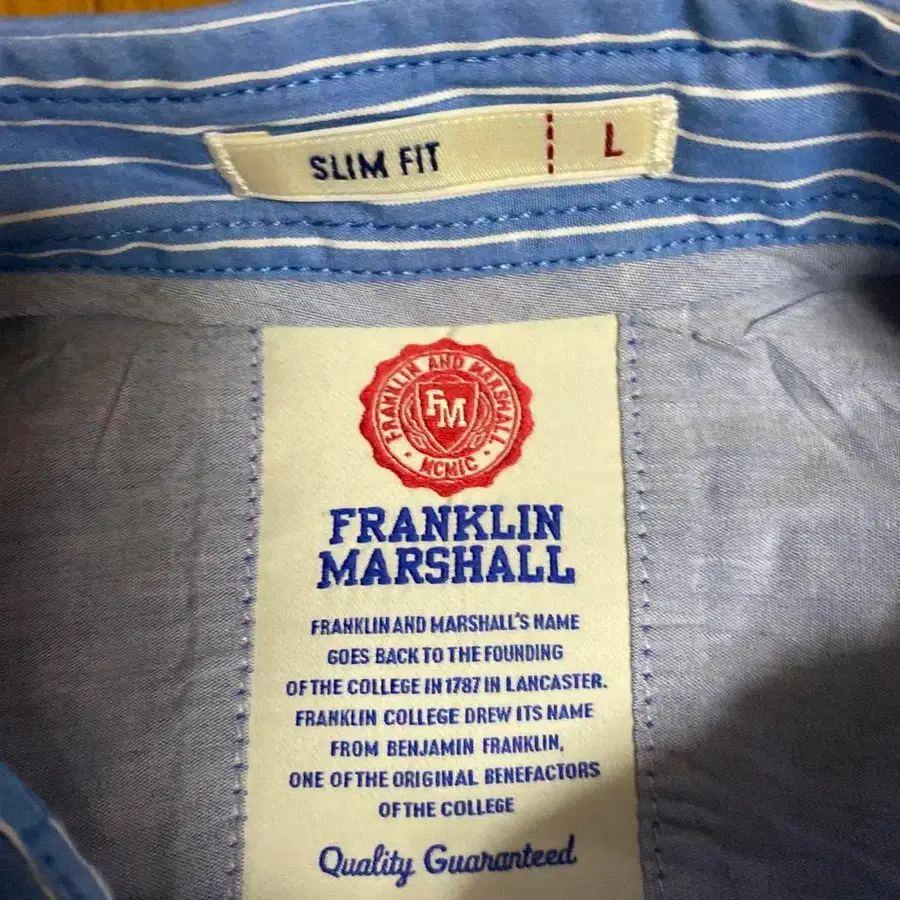 SLIM FIT L
FRANKLIN AND MARSHALL
FM
MCMIC
FRANKLIN
MARSHALL
FRANKLIN AND MARSHALL'S NAME
GOES BACK TO THE FOUNDING
OF THE COLLEGE IN 1787 IN LANCASTER.
FRANKLIN COLLEGE DREW ITS NAME
FROM BENJAMIN FRANKLIN,
ONE OF THE ORIGINAL BENEFACTORS
OF THE COLLEGE
Quality Guaranteed